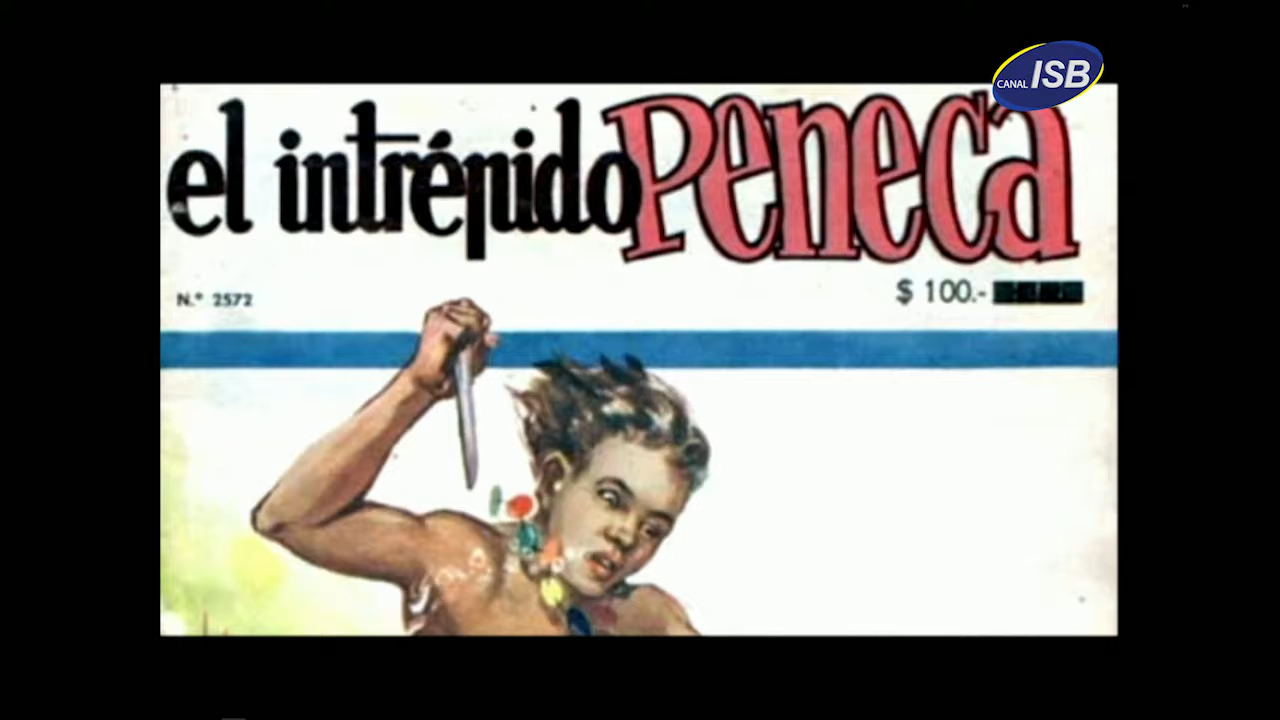 CANAL ISB
el intrépido Peneca
N.º 2572
$ 100.-